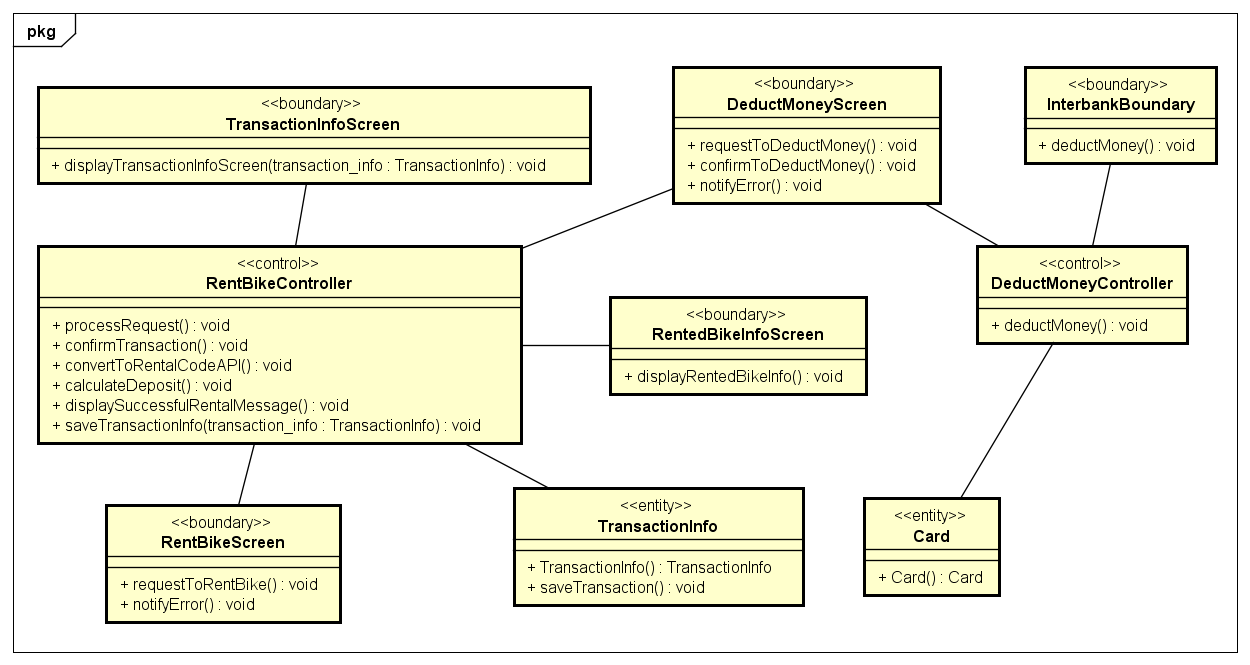 pkg
<<boundary>>
TransactionInfoScreen
+ displayTransactionInfoScreen(transaction_info : TransactionInfo) : void
<<boundary>>
DeductMoneyScreen
+ requestToDeductMoney() : void
+ confirmToDeductMoney() : void
+ notifyError() : void
<<boundary>>
InterbankBoundary
+ deductMoney() : void
<<control>>
RentBikeController
+ processRequest() : void
+ confirmTransaction() : void
+ convertToRentalCodeAPI() : void
+ calculateDeposit() : void
+ displaySuccessfulRentalMessage() : void
+ saveTransactionInfo(transaction_info : TransactionInfo) : void
<<boundary>>
RentedBikeInfoScreen
+ displayRentedBikeInfo() : void
<<control>>
DeductMoneyController
+ deductMoney() : void
<<boundary>>
RentBikeScreen
+ requestToRentBike() : void
+ notifyError() : void
<<entity>>
TransactionInfo
+ TransactionInfo() : TransactionInfo
+ saveTransaction() : void
<<entity>>
Card
+ Card() : Card